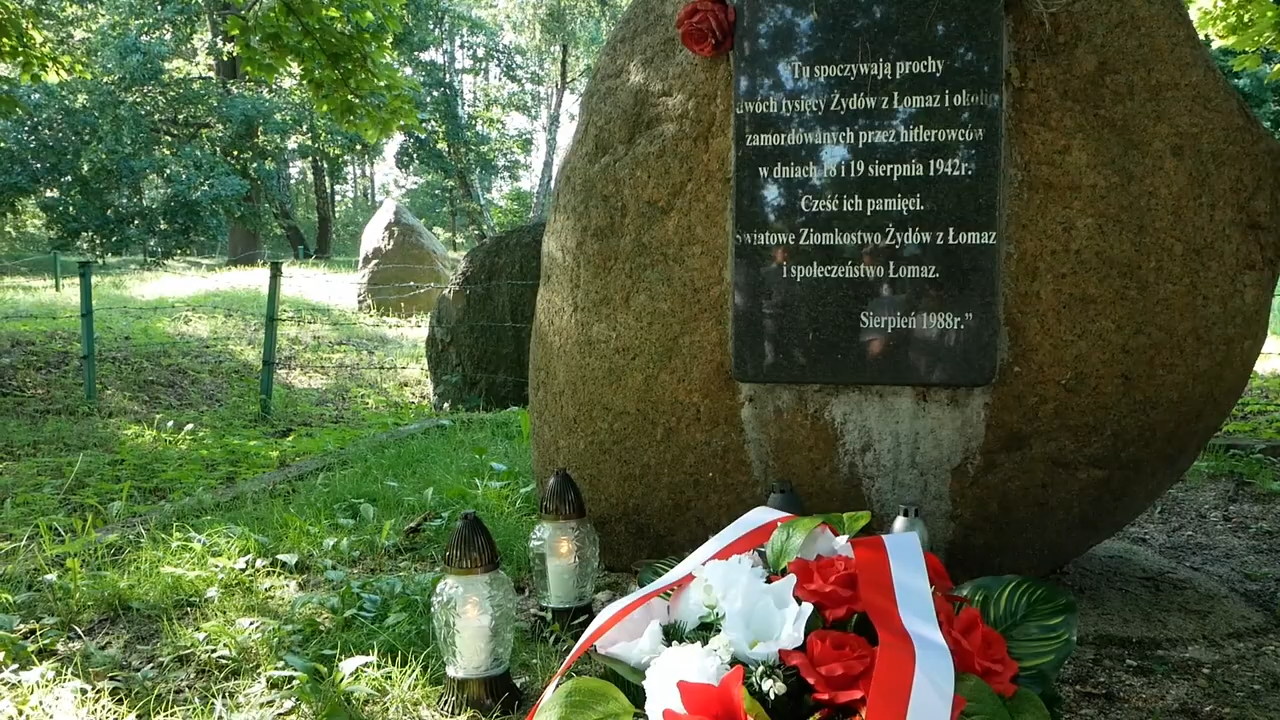 Tu spoczywają prochy
dwóch tysięcy Żydów z Łomaz i okolic
zamordowanych przez hitlerowców
w dniach 18 i 19 sierpnia 1942r.
Cześć ich pamięci.
Światowe Ziomkostwo Żydów z Łomaz
i społeczeństwo Łomaz.
Sierpień 1988r.”